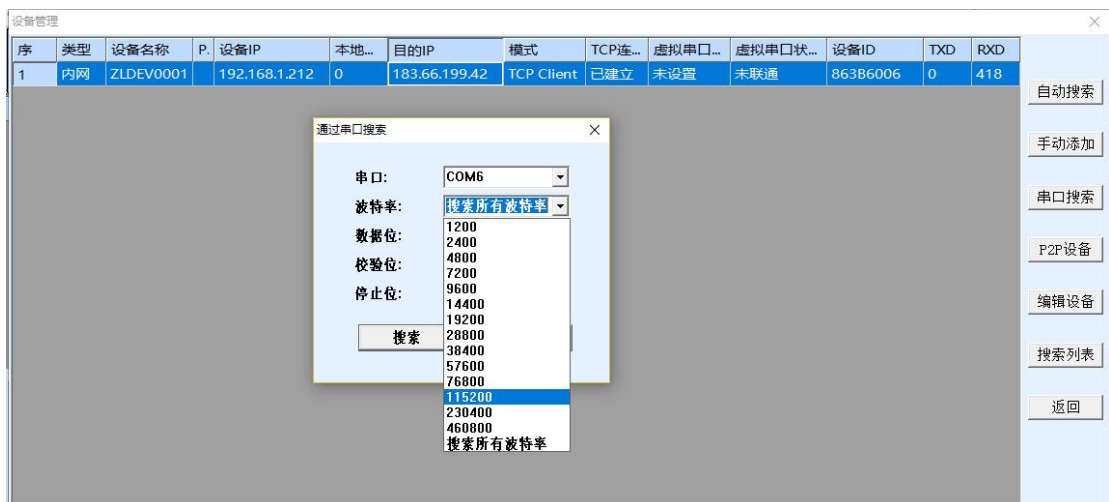 设备管理
序 类型 设备名称 P. 设备IP 本地... 目的IP 模式 TCP连... 虚拟串口... 虚拟串口状... 设备ID TXD RXD
1 内网 ZLDEV0001 192.168.1.212 0 183.66.199.42 TCP Client 已建立 未设置 未联通 863B6006 0 418
自动搜索
手动添加
串口搜索
P2P设备
编辑设备
搜索列表
返回
通过串口搜索
串口: COM6
波特率: 搜索所有波特率
数据位:
校验位:
停止位:
搜索
1200
2400
4800
7200
9600
14400
19200
28800
38400
57600
76800
115200
230400
460800
搜索所有波特率